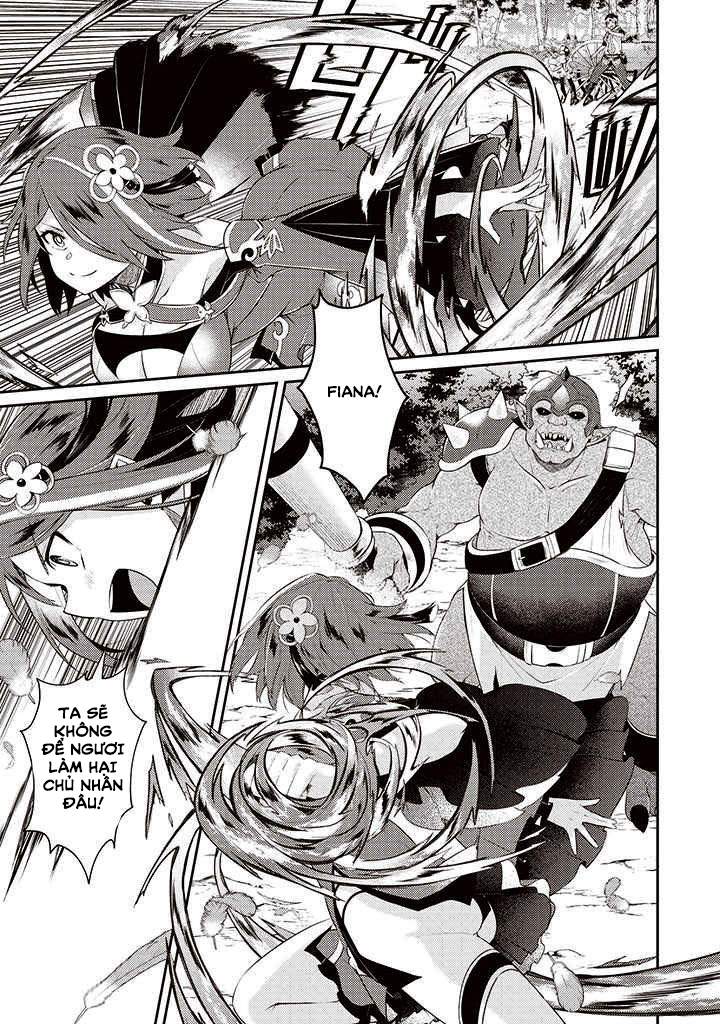 FIANA!
TA SẼ
KHÔNG
ĐỂ NGƯƠI
LÀM HẠI
CHỦ NHÂN
ĐÂU!